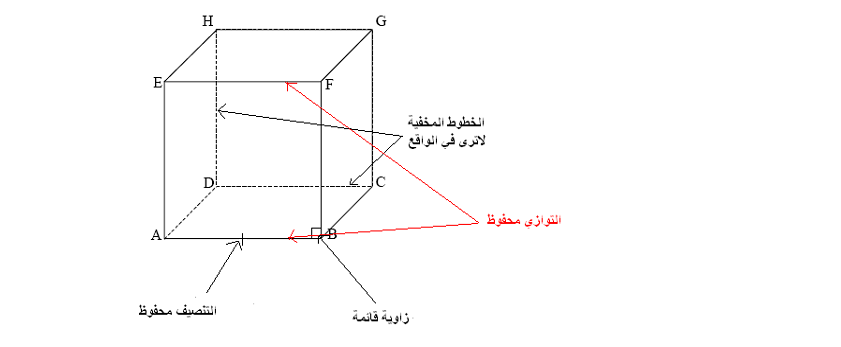 H
G
E
F
الخطوط المخفية
لاترى في الواقع
D
C
التوازي محفوظ
A
B
التنصيف محفوظ
زاوية قائمة